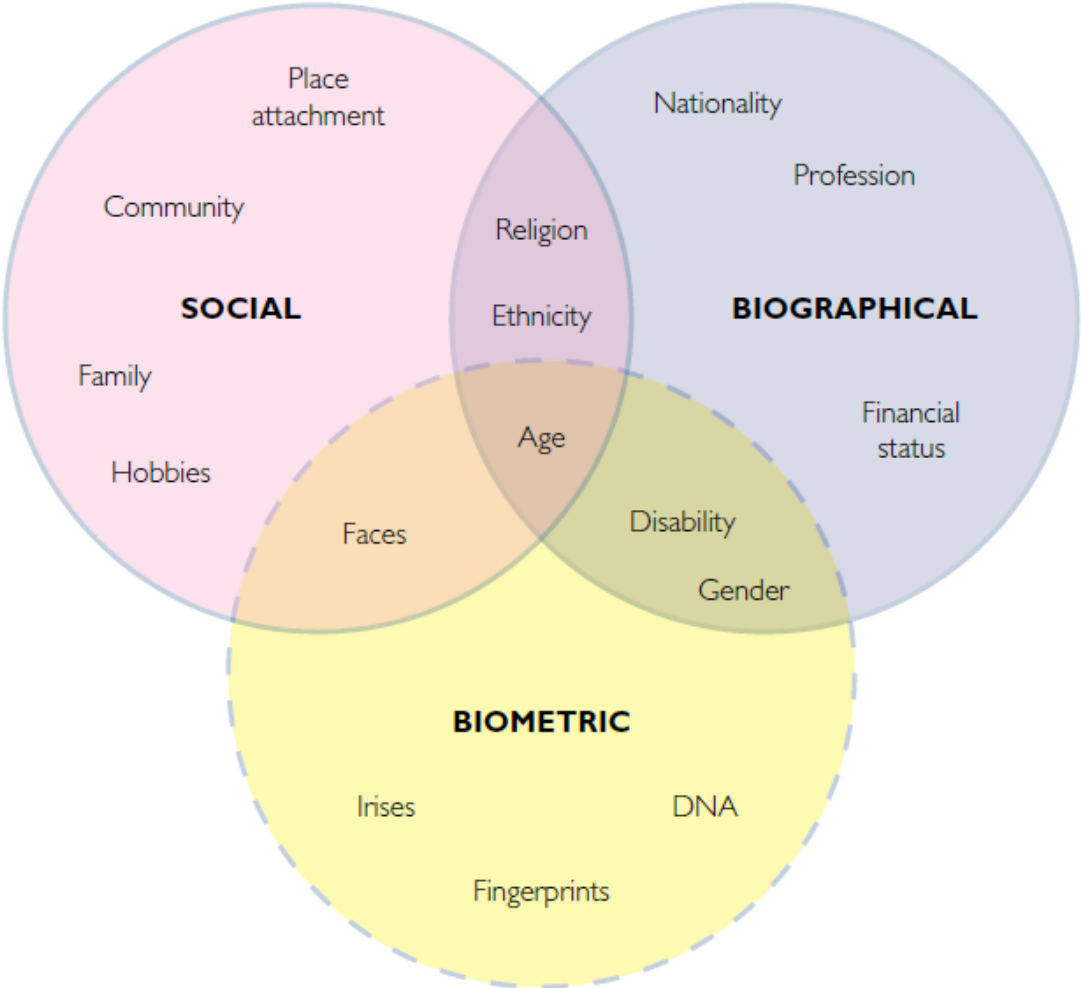 Place
attachment
Nationality
Profession
Community
Religion
SOCIAL
Ethnicity
BIOGRAPHICAL
Family
Financial
status
Age
Hobbies
Faces
Disability
Gender
BIOMETRIC
Irises
DNA
Fingerprints